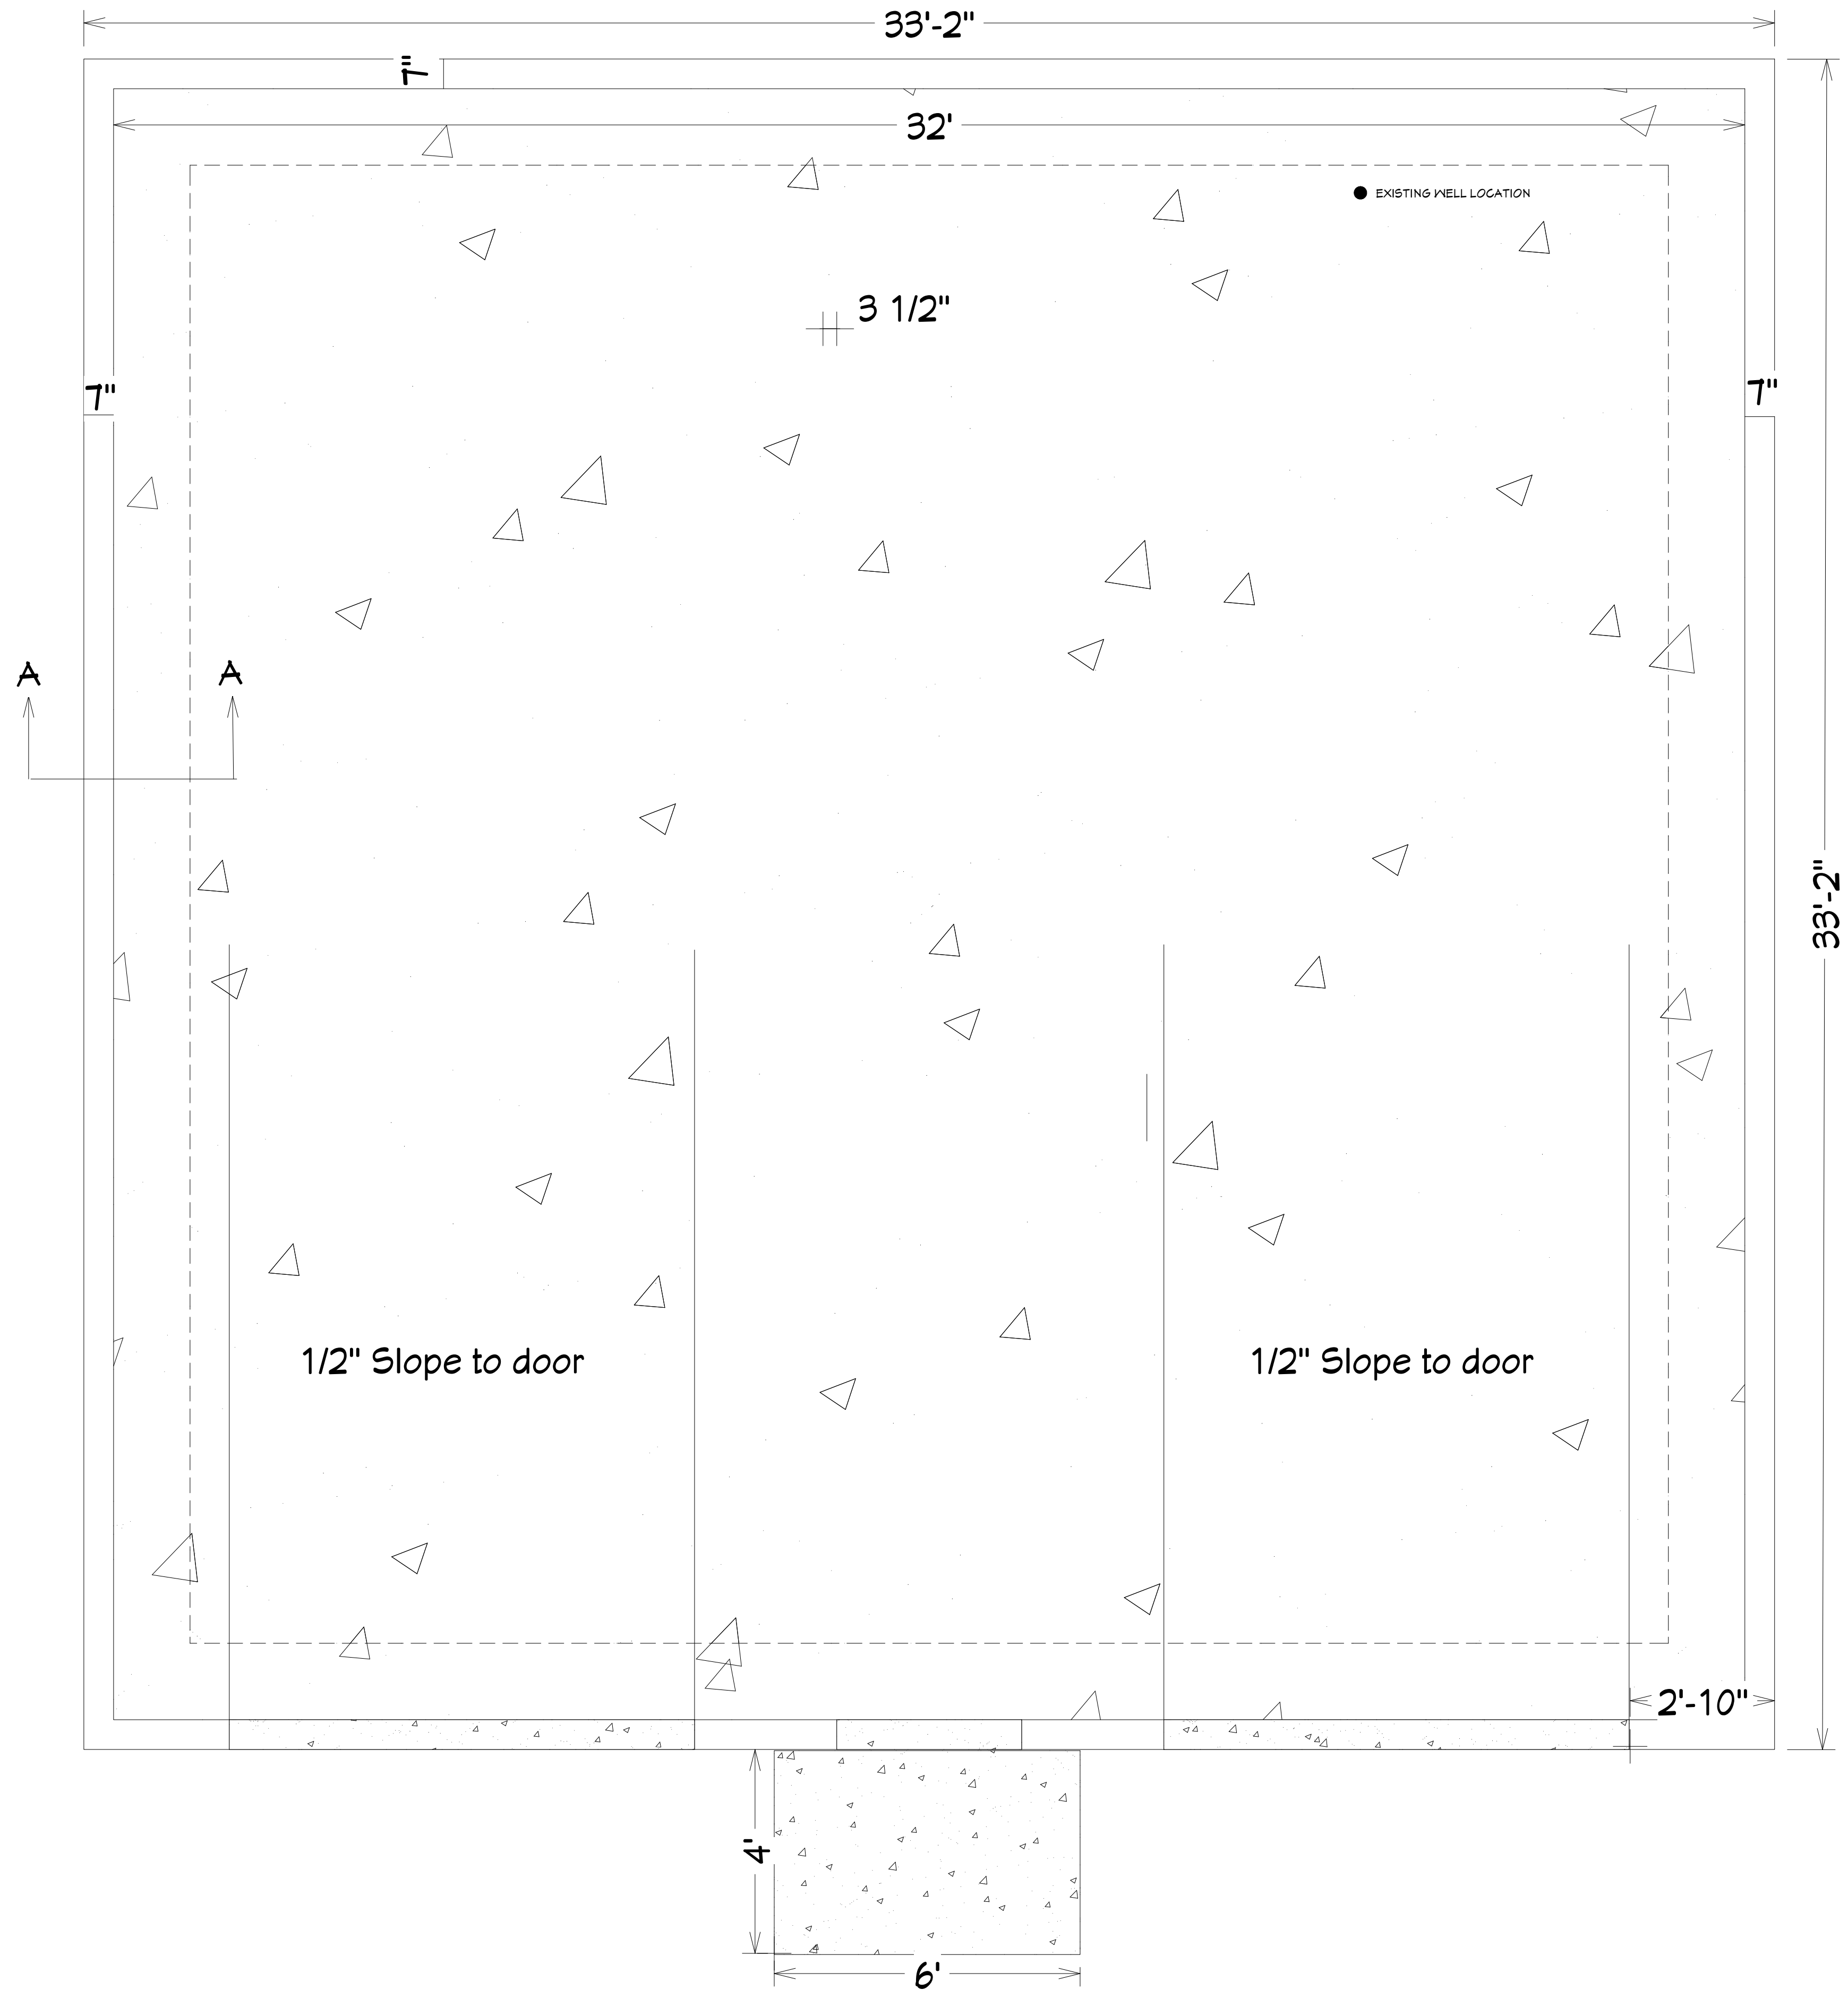 33'-2"
7"
32'
EXISTING WELL LOCATION
3 1/2"
7"
7"
A
A
33'-2"
1/2" Slope to door
1/2" Slope to door
2'-10"
4'
6'